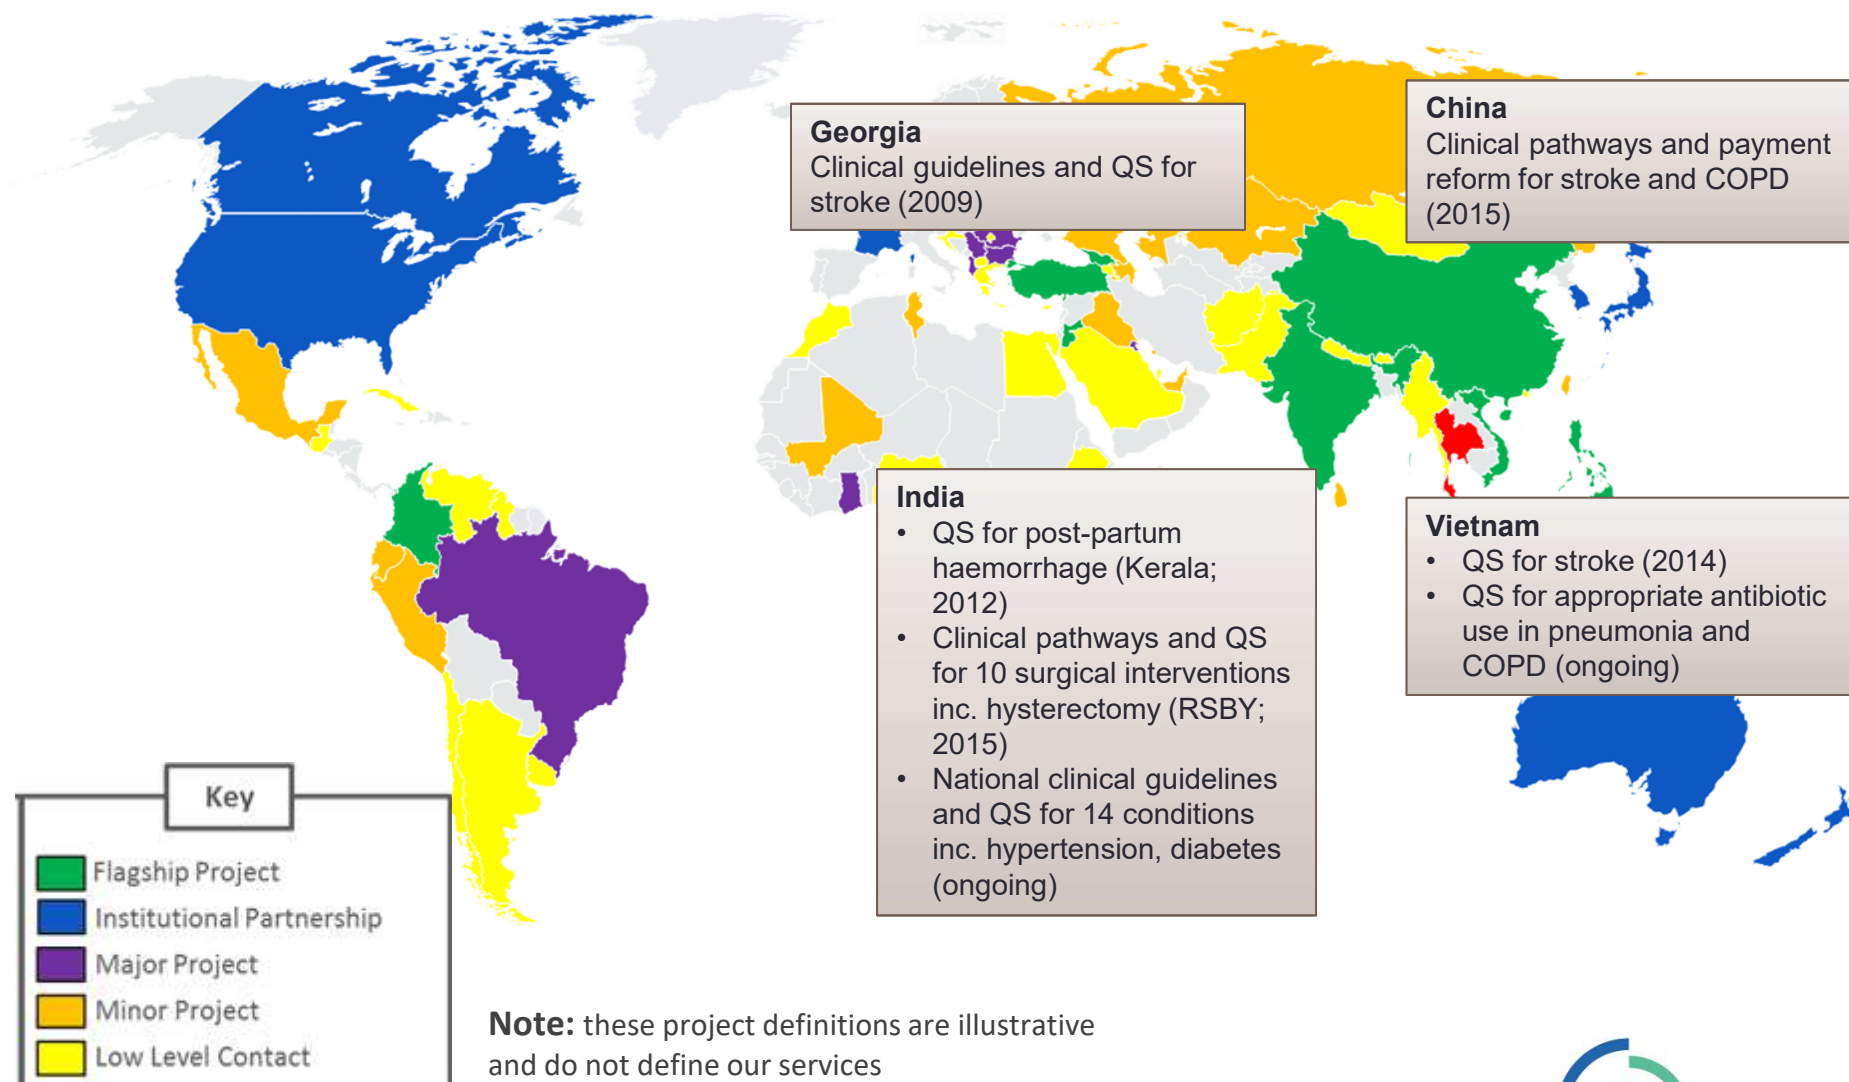 Georgia
Clinical guidelines and QS for
stroke (2009)
China
Clinical pathways and payment
reform for stroke and COPD
(2015)
India
• QS for post-partum
haemorrhage (Kerala;
2012)
• Clinical pathways and QS
for 10 surgical interventions
inc. hysterectomy (RSBY;
2015)
• National clinical guidelines
and QS for 14 conditions
inc. hypertension, diabetes
(ongoing)
Vietnam
• QS for stroke (2014)
• QS for appropriate antibiotic
use in pneumonia and
COPD (ongoing)
Key
Flagship Project
Institutional Partnership
Major Project
Minor Project
Low Level Contact
Note: these project definitions are illustrative
and do not define our services